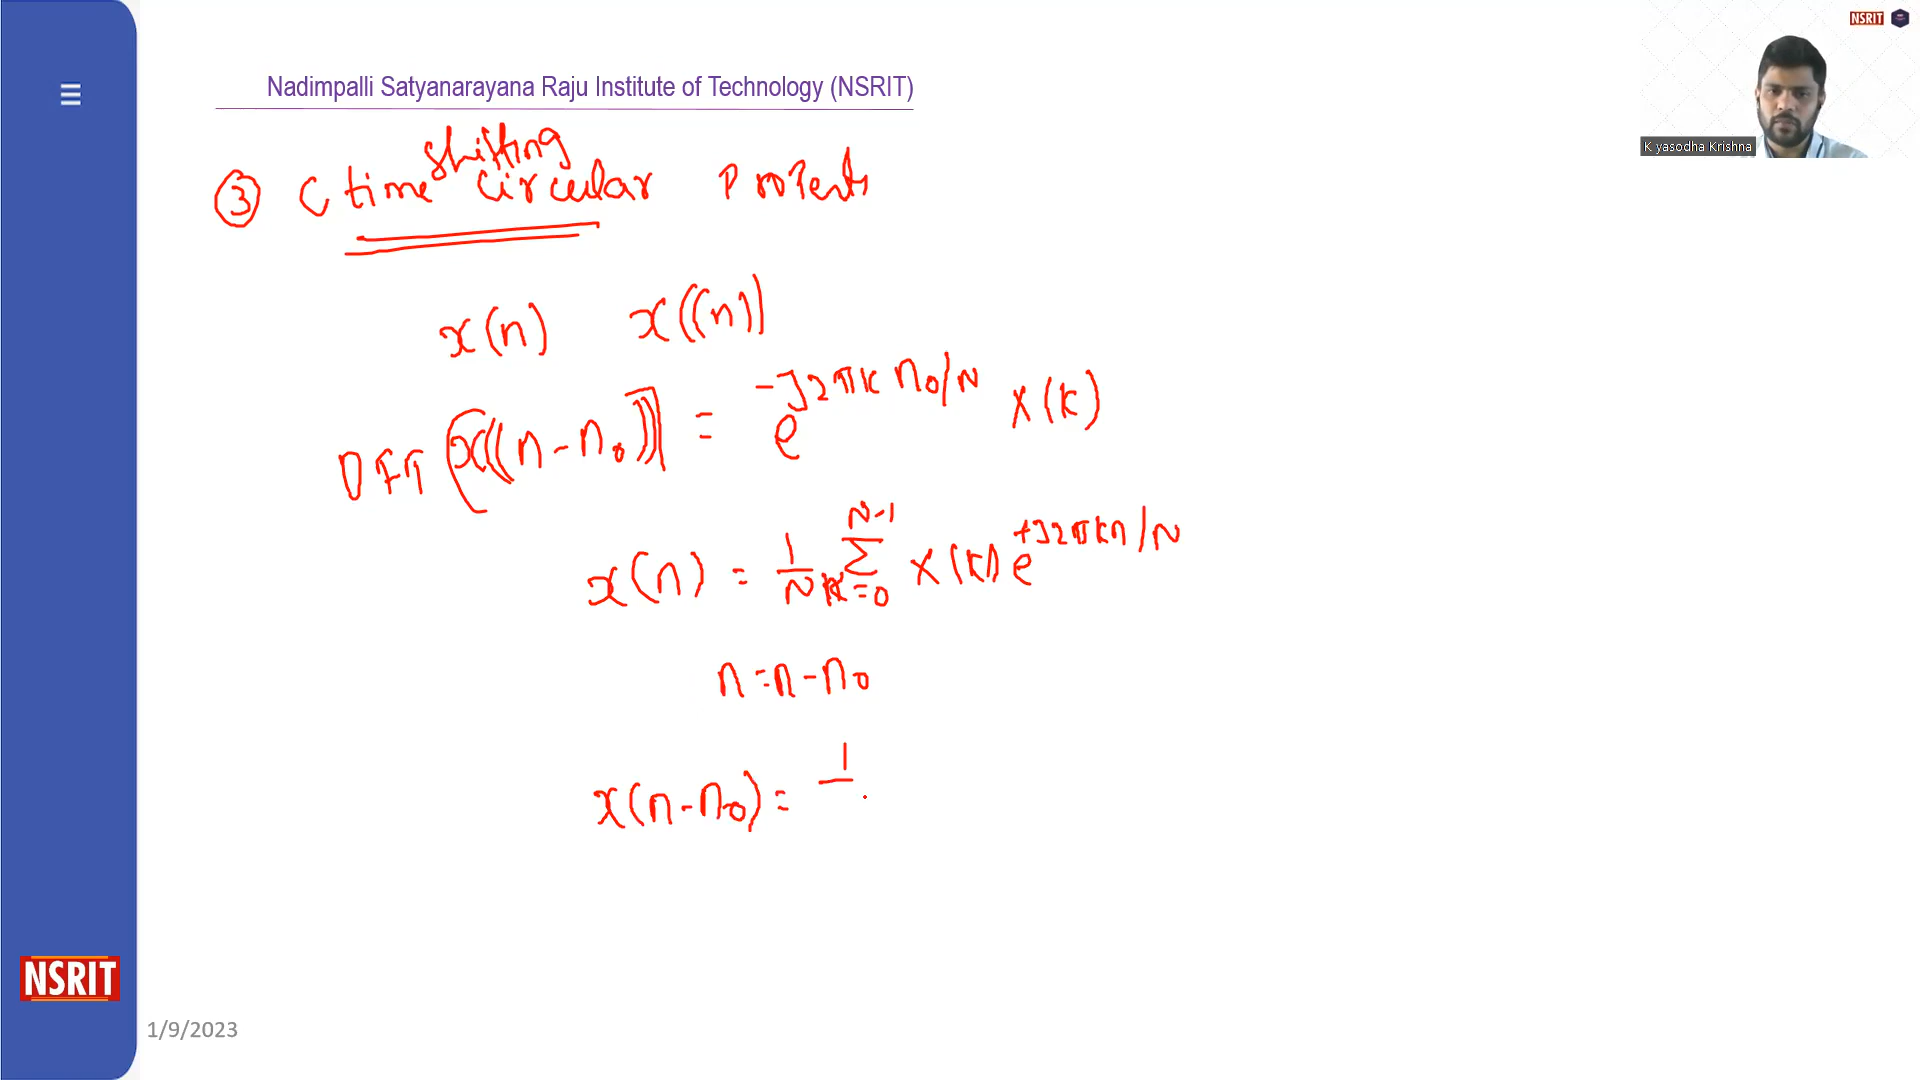 NSRIT
Nadimpalli Satyanarayana Raju Institute of Technology (NSRIT)
K yasodha Krishna
shifting
③ C time circular
x(n) x((n))
DFT [x((n-n₀))] = e^{-j2πk n₀/N} X(k)
x(n) = 1/N Σ_{k=0}^{N-1} X(k) e^{+j2πkn/N}
n = n-n₀
x(n-n₀) = 1
NSRIT
1/9/2023